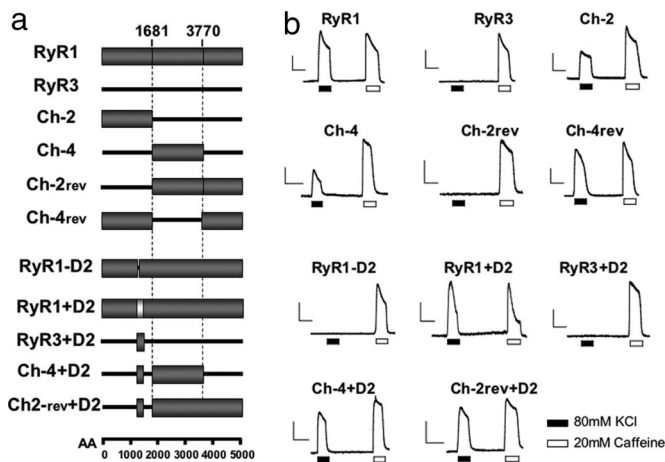 a
1681 3770
RyR1
RyR3
Ch-2
Ch-4
Ch-2rev
Ch-4rev
RyR1-D2
RyR1+D2
RyR3+D2
Ch-4+D2
Ch2-rev+D2
AA
0 1000 2000 3000 4000 5000
b
RyR1 RyR3 Ch-2
Ch-4 Ch-2rev Ch-4rev
RyR1-D2 RyR1+D2 RyR3+D2
Ch-4+D2 Ch-2rev+D2
80mM KCl
20mM Caffeine